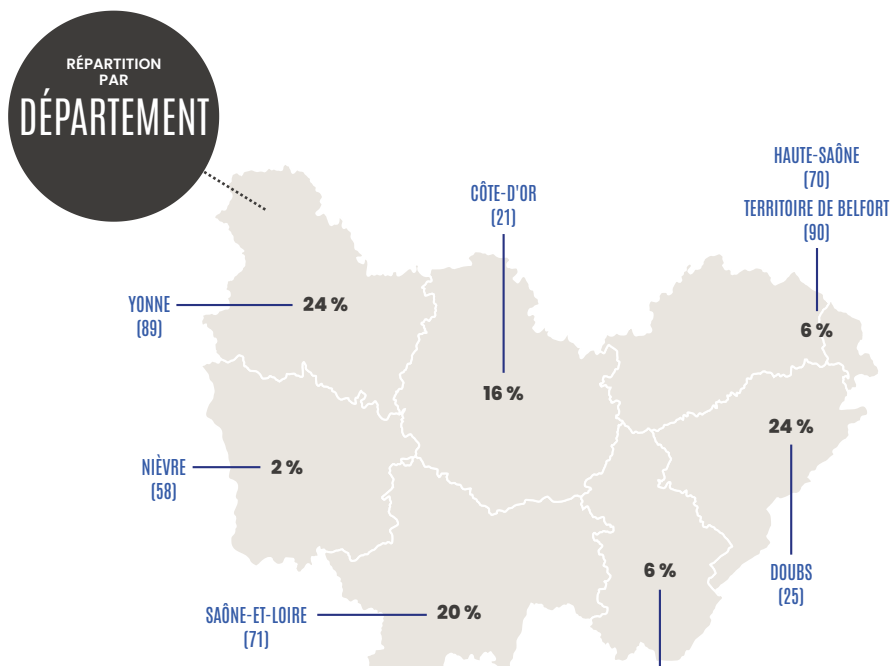 RÉPARTITION
PAR
DÉPARTEMENT
HAUTE-SAÔNE
(70)
TERRITOIRE DE BELFORT
(90)
CÔTE-D'OR
(21)
YONNE
(89)
24 %
6 %
16 %
24 %
NIÈVRE
(58)
2 %
DOUBS
(25)
6 %
SAÔNE-ET-LOIRE
(71)
20 %